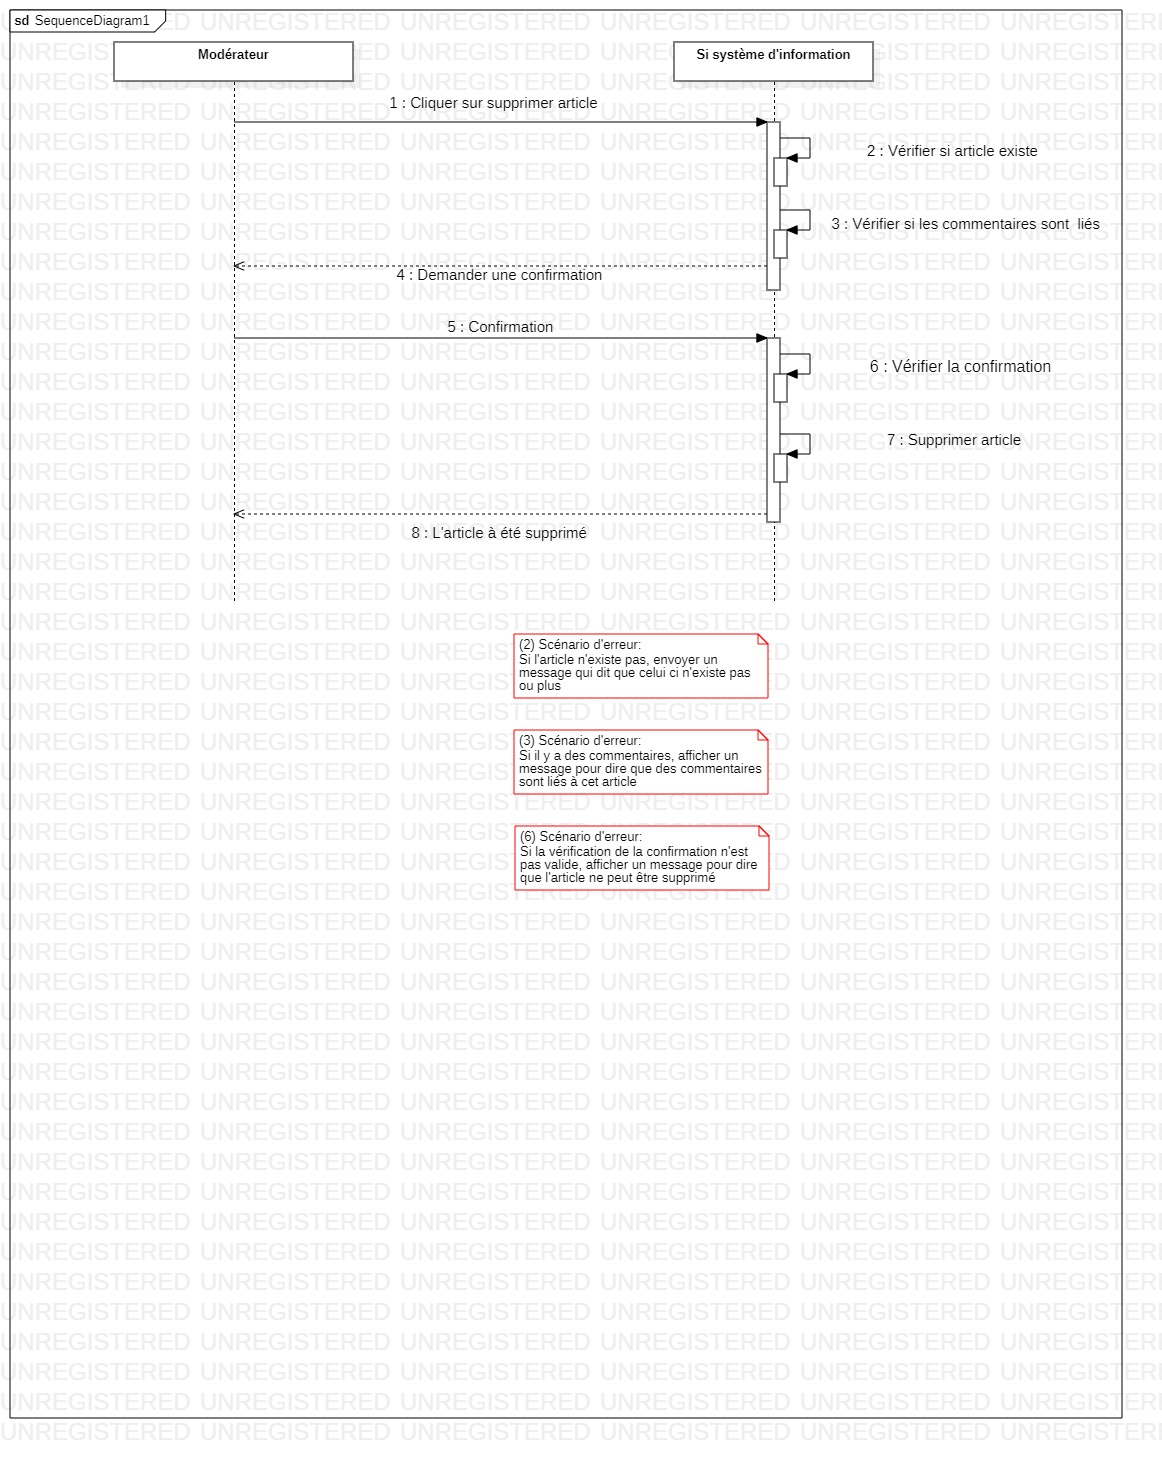 sd SequenceDiagram1
Modérateur
Si système d'information
1 : Cliquer sur supprimer article
2 : Vérifier si article existe
3 : Vérifier si les commentaires sont  liés
4 : Demander une confirmation
5 : Confirmation
6 : Vérifier la confirmation
7 : Supprimer article
8 : L'article à été supprimé
(2) Scénario d'erreur:
Si l'article n'existe pas, envoyer un
message qui dit que celui ci n'existe pas
ou plus
(3) Scénario d'erreur:
Si il y a des commentaires, afficher un
message pour dire que des commentaires
sont liés à cet article
(6) Scénario d'erreur:
Si la vérification de la confirmation n'est
pas valide, afficher un message pour dire
que l'article ne peut être supprimé
UNREGISTERED